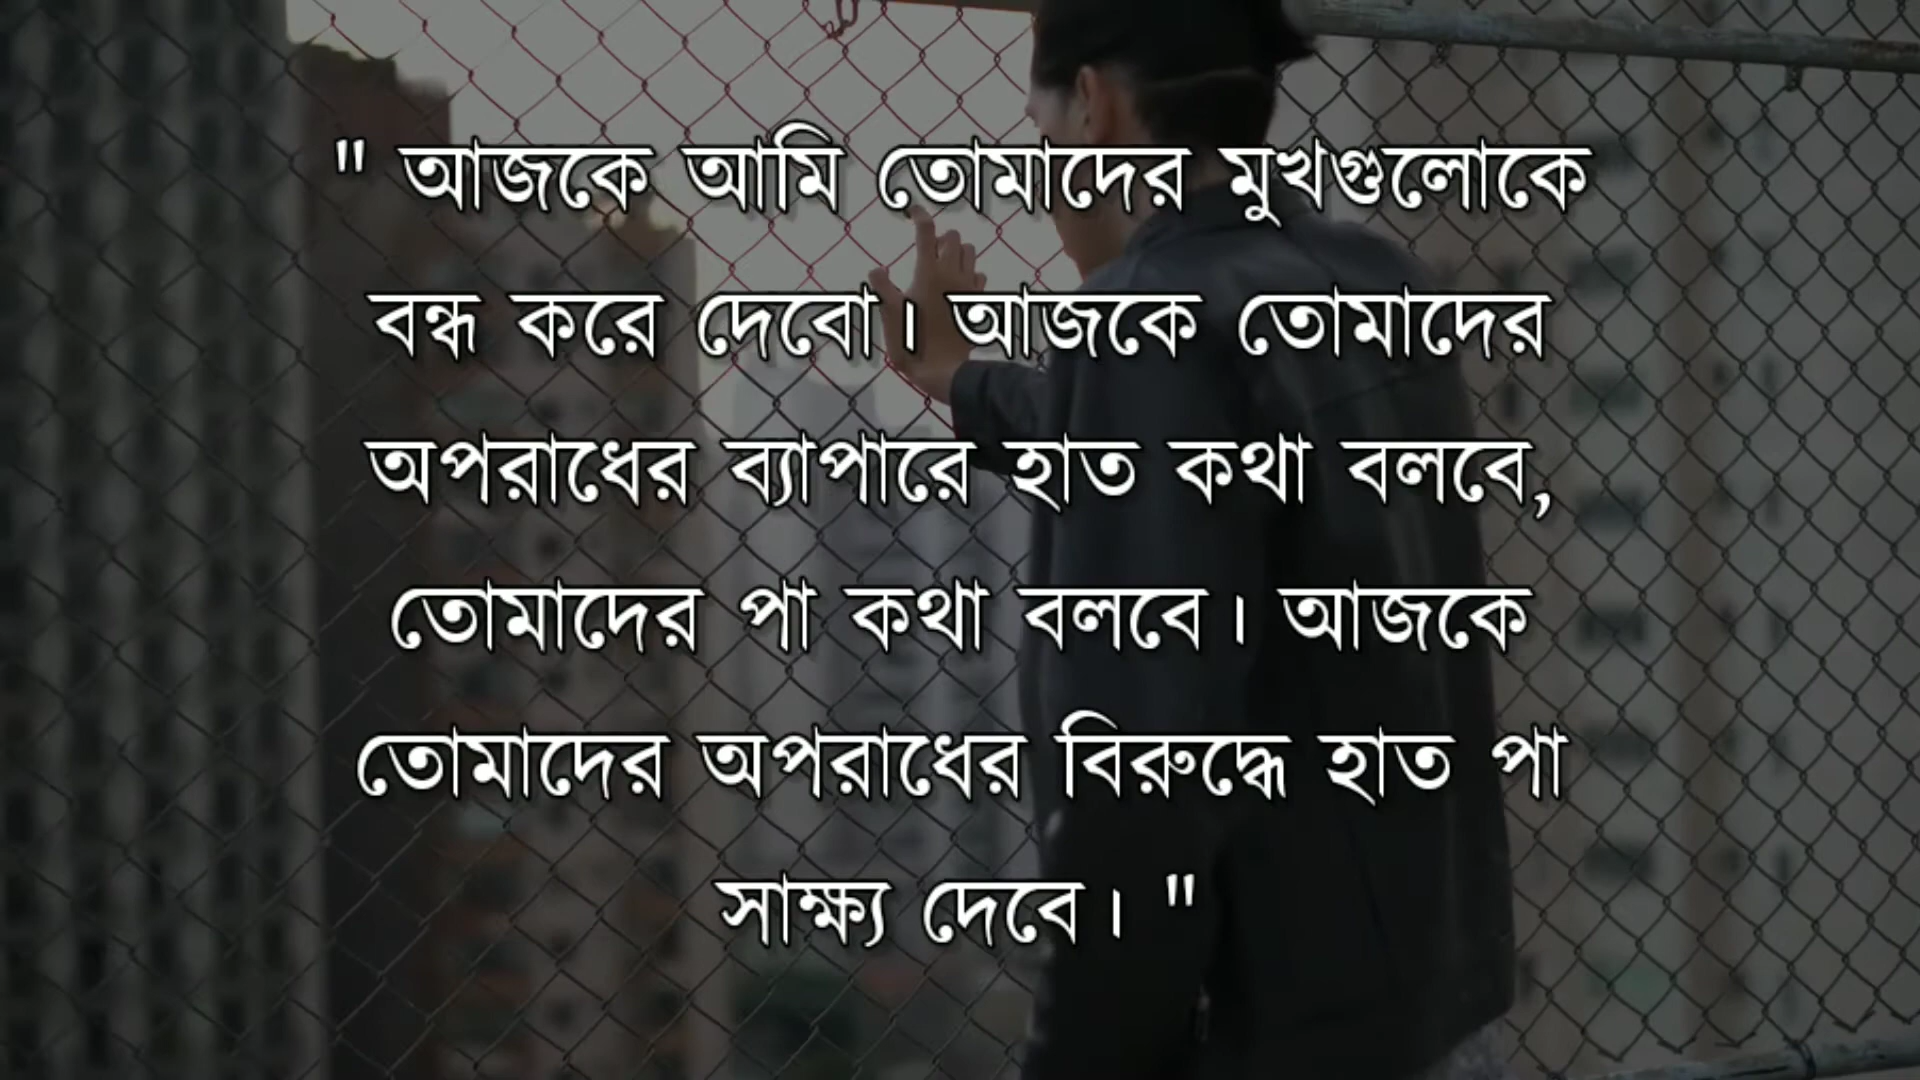 " আজকে আমি তোমাদের মুখগুলোকে
বন্ধ করে দেবো। আজকে তোমাদের
অপরাধের ব্যাপারে হাত কথা বলবে,
তোমাদের পা কথা বলবে। আজকে
তোমাদের অপরাধের বিরুদ্ধে হাত পা
সাক্ষ্য দেবে। "